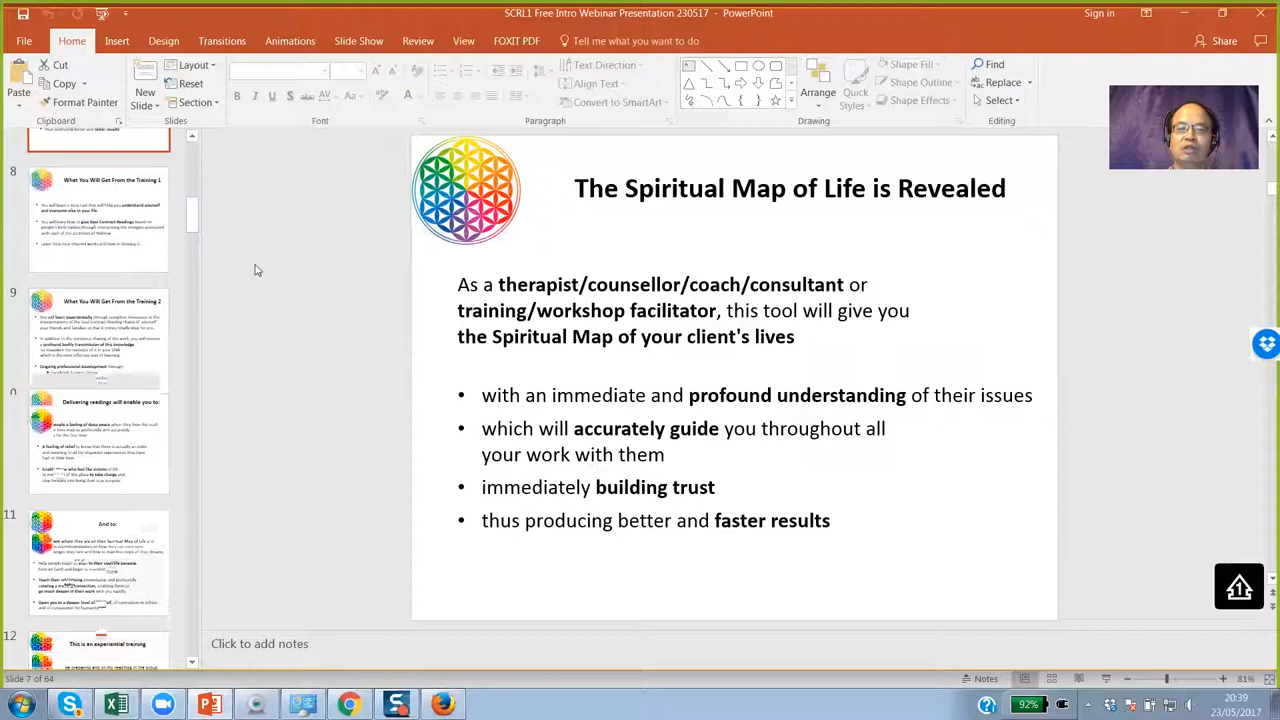 SCRL1 Free Intro Webinar Presentation 230517 - PowerPoint
Sign in
File Home Insert Design Transitions Animations Slide Show Review View FOXIT PDF Tell me what you want to do
Share
Paste
Cut
Copy
Format Painter
Clipboard
New
Slide
Layout
Reset
Section
Slides
Font
Text Direction
Align Text
Convert to SmartArt
Paragraph
Arrange
Quick
Styles
Shape Fill
Shape Outline
Shape Effects
Drawing
Find
Replace
Select
Editing
8
What You Will Get From the Training 1
9
What You Will Get From the Training 2
Delivering readings will enable you to:
11
And to:
12
This is an experiential training
The Spiritual Map of Life is Revealed
As a therapist/counsellor/coach/consultant or
training/workshop facilitator, this tool will give you
the Spiritual Map of your client's lives
• with an immediate and profound understanding of their issues
• which will accurately guide you throughout all
your work with them
• immediately building trust
• thus producing better and faster results
Click to add notes
Slide 7 of 64
Notes
81%
92%
20:39
23/05/2017